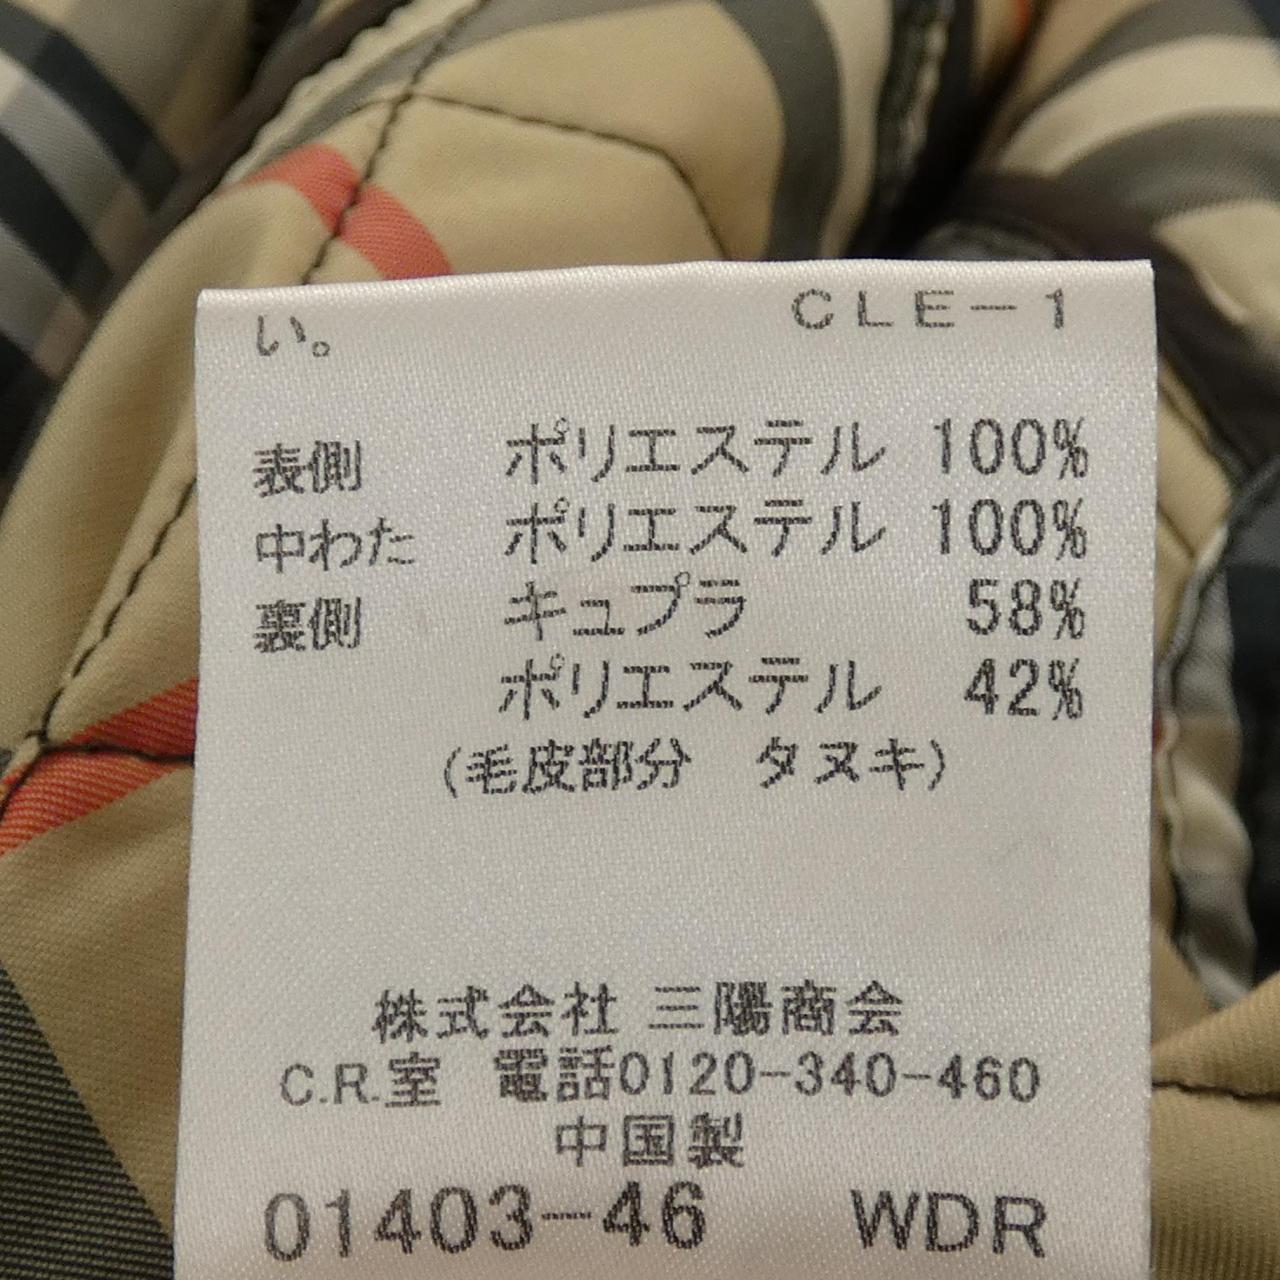 い。 CLE-1
表側 ポリエステル 100%
中わた ポリエステル 100%
裏側 キュプラ 58%
ポリエステル 42%
(毛皮部分 タヌキ)
株式会社 三陽商会
C.R.室 電話0120-340-460
中国製
01403-46 WDR